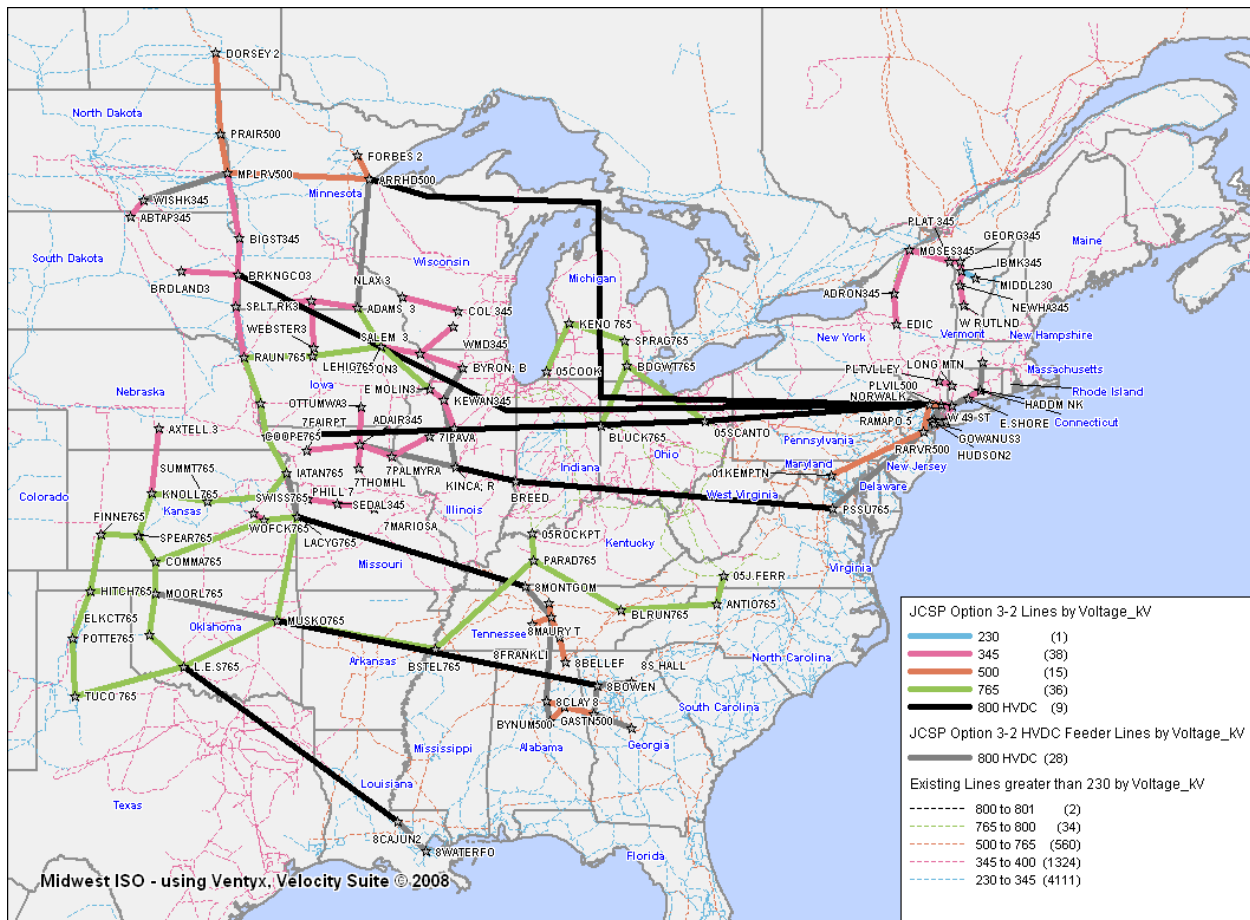 DORSEY 2
North Dakota
PRAIR500
FORBES 2
MPLRV500
ARRHD500
Minnesota
WISHK345
ABTAP345
PLAT 345
GEORG345
MOSES345
Maine
BIGST345
IBMK345
South Dakota
Wisconsin
Michigan
BRDLAND3
BRKNGCO3
NLAX 3
MIDDL230
ADRON345
NEWHA345
SPLT RK3
ADAMS 3
COL 345
W RUTLND
EDIC
KENO 765
WEBSTER3
SALEM 3
WMD345
SPRAG765
New York
Vermont
New Hampshire
RAUN 765
LEHIG765
BYRON; B
05COOK
BDGWT765
PLTVLLEY
LONG MTN
Massachusetts
Nebraska
Iowa
E MOLIN3
PLVIL500
NORWALK
Rhode Island
OTTUMWA3
ADAIR345
KEWAN345
HADDM NK
7FAIRPT
AXTELL 3
COOPE765
7IPAVA
BLUCK765
05SCANTO
RAMAPO 5
W 49-ST
E.SHORE
Connecticut
Pennsylvania
GOWANUS3
RARVR500
HUDSON2
SUMMT765
IATAN765
7PALMYRA
Indiana
Ohio
01KEMPTN
Maryland
New Jersey
7THOMHL
KINCA; R
BREED
Delaware
Colorado
KNOLL765
SWISS765
PHILL 7
SEDAL345
Illinois
West Virginia
PSSU765
Kansas
FINNE765
7MARIOSA
WOFCK765
SPEAR765
LACYG765
05ROCKPT
Kentucky
COMMA765
Missouri
PARAD765
Virginia
05J.FERR
HITCH765
MOORL765
8MONTGOM
BLRUN765
ANTIO765
ELKCT765
POTTE765
Oklahoma
MUSKO765
Tennessee
8MAURY T
Arkansas
BSTEL765
8FRANKLI
8BELLEF
8S HALL
North Carolina
L.E.S765
TUCO 765
8BOWEN
8CLAY 8
South Carolina
GASTN500
BYNUM500
Mississippi
Alabama
Georgia
Louisiana
Texas
8CAJUN2
8WATERFO
Florida
Midwest ISO - using Ventyx, Velocity Suite © 2008
JCSP Option 3-2 Lines by Voltage_kV
230 (1)
345 (38)
500 (15)
765 (36)
800 HVDC (9)
JCSP Option 3-2 HVDC Feeder Lines by Voltage_kV
800 HVDC (28)
Existing Lines greater than 230 by Voltage_kV
800 to 801 (2)
765 to 800 (34)
500 to 765 (560)
345 to 400 (1324)
230 to 345 (4111)